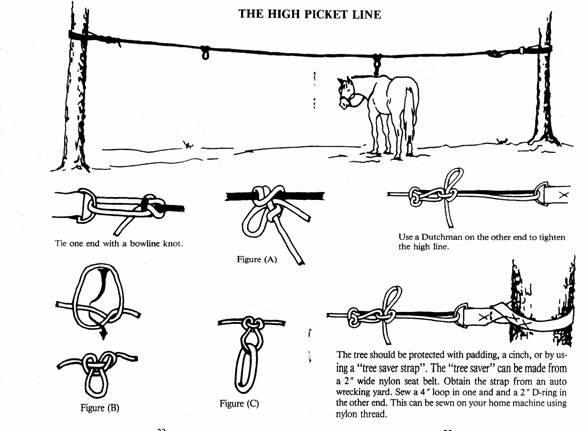 THE HIGH PICKET LINE
Tie one end with a bowline knot.
Figure (A)
Use a Dutchman on the other end to tighten
the high line.
Figure (B)
Figure (C)
The tree should be protected with padding, a cinch, or by us-
ing a "tree saver strap". The "tree saver" can be made from
a 2" wide nylon seat belt. Obtain the strap from an auto
wrecking yard. Sew a 4" loop in one and and a 2" D-ring in
the other end. This can be sewn on your home machine using
nylon thread.